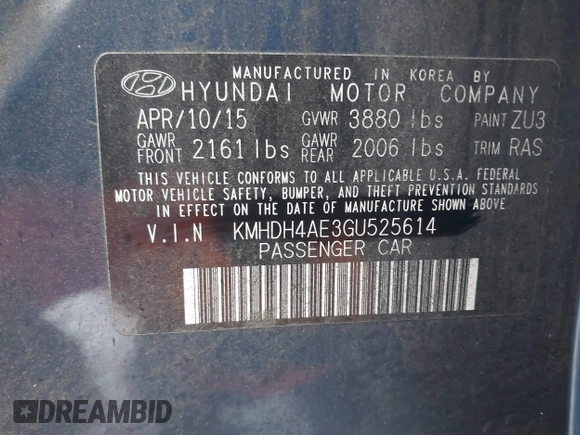 MANUFACTURED IN KOREA BY
HYUNDAI MOTOR COMPANY
APR/10/15 GVWR 3880 lbs PAINT ZU3
GAWR FRONT 2161 lbs GAWR REAR 2006 lbs TRIM RAS
THIS VEHICLE CONFORMS TO ALL APPLICABLE U.S.A. FEDERAL
MOTOR VEHICLE SAFETY, BUMPER, AND THEFT PREVENTION STANDARDS
IN EFFECT ON THE DATE OF MANUFACTURE SHOWN ABOVE.
V.I.N KMHDH4AE3GU525614
PASSENGER CAR
DREAMBID